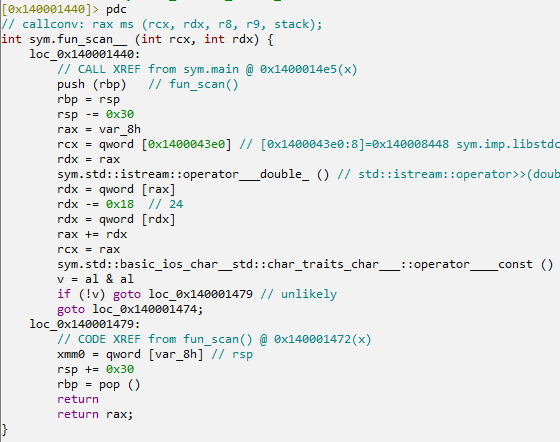 [0x140001440]> pdc
// callconv: rax ms (rcx, rdx, r8, r9, stack);
int sym.fun_scan__ (int rcx, int rdx) {
loc_0x140001440:
// CALL XREF from sym.main @ 0x1400014e5(x)
push (rbp) // fun_scan()
rbp = rsp
rsp -= 0x30
rax = var_8h
rcx = qword [0x1400043e0] // [0x1400043e0:8]=0x140008448 sym.imp.libstdc
rdx = rax
sym.std::istream::operator___double_ () // std::istream::operator>>(doub
rdx = qword [rax]
rdx -= 0x18 // 24
rdx = qword [rdx]
rax += rdx
rcx = rax
sym.std::basic_ios_char__std::char_traits_char___::operator____const ()
v = al & al
if (!v) goto loc_0x140001479 // unlikely
goto loc_0x140001474;
loc_0x140001479:
// CODE XREF from fun_scan() @ 0x140001472(x)
xmm0 = qword [var_8h] // rsp
rsp += 0x30
rbp = pop ()
return
return rax;
}